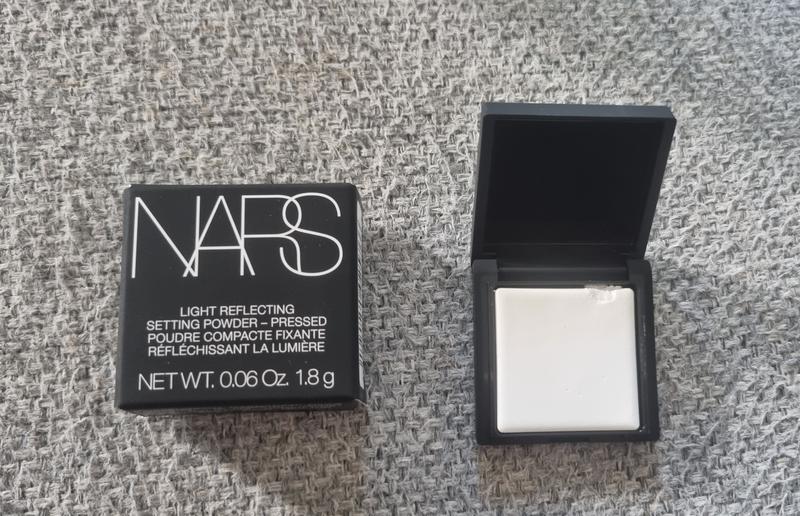 NARS
LIGHT REFLECTING
SETTING POWDER – PRESSED
POUDRE COMPACTE FIXANTE
RÉFLÉCHISSANT LA LUMIÈRE
NET WT. 0.06 Oz. 1.8 g